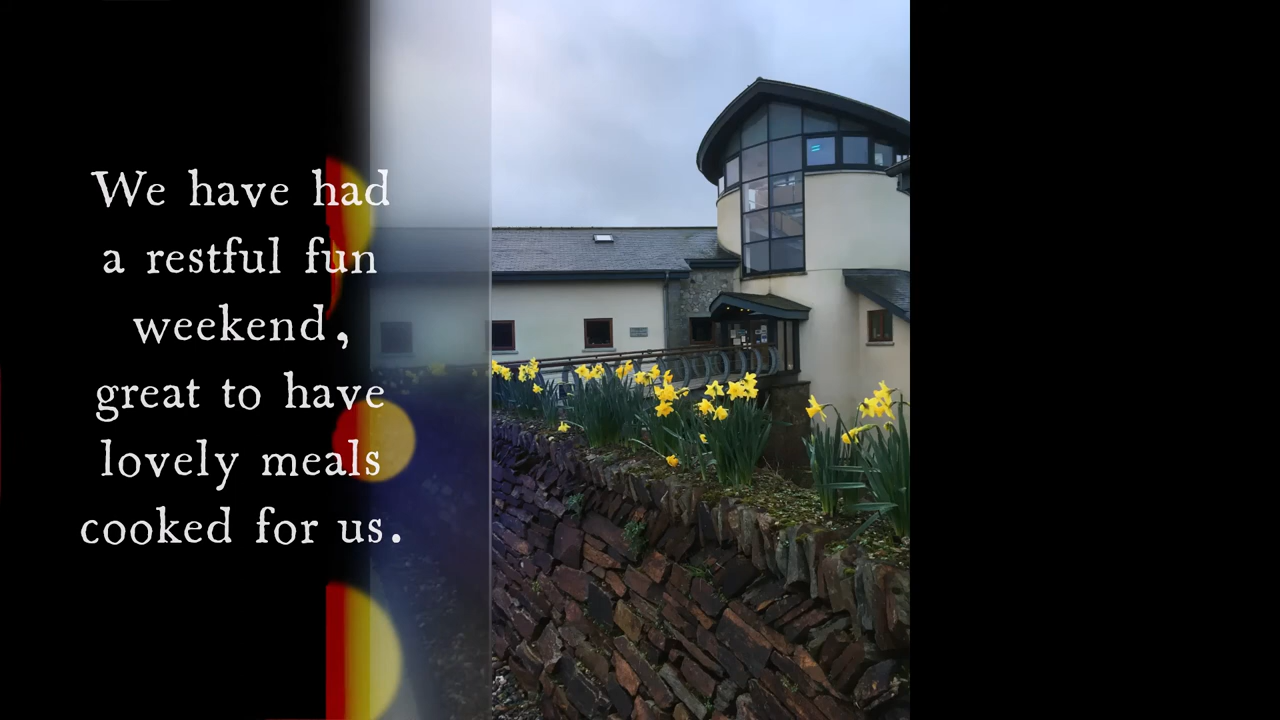 We have had
a restful fun
weekend,
great to have
lovely meals
cooked for us.